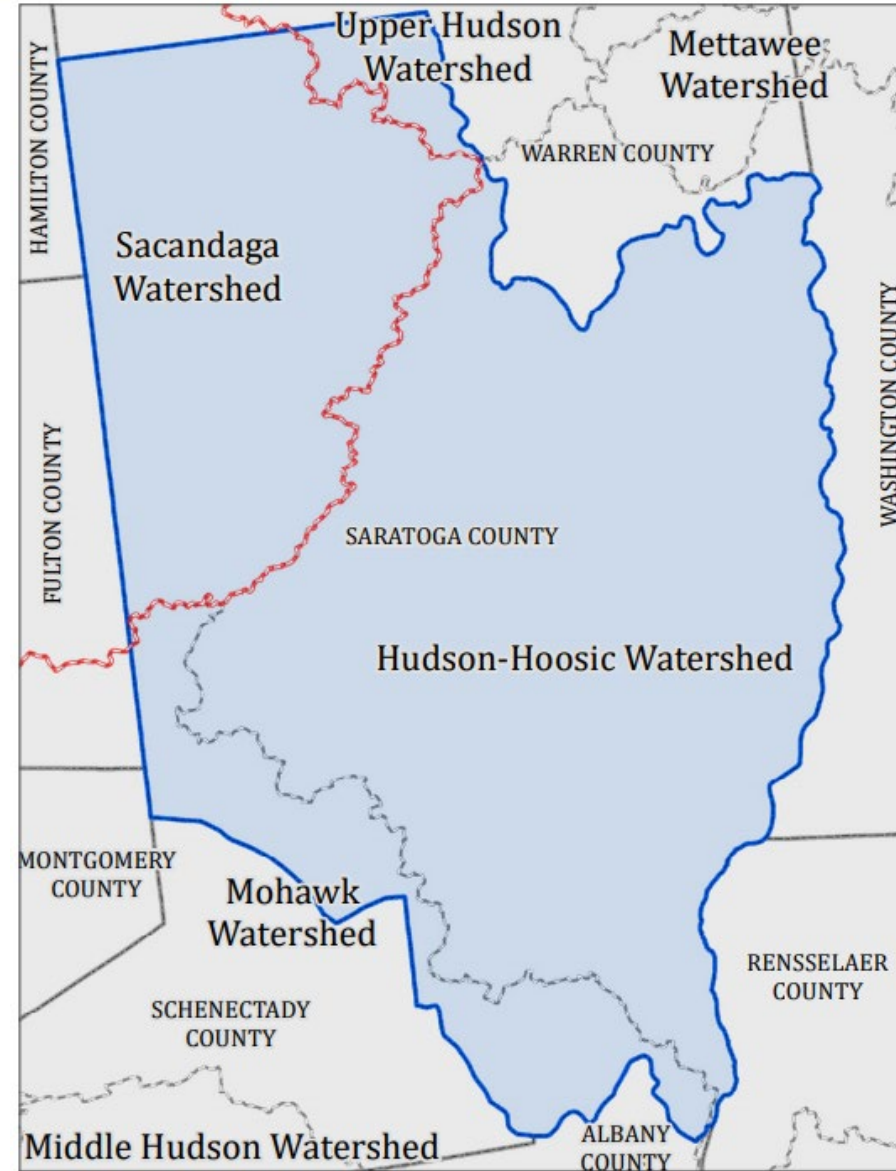 Upper Hudson
Watershed
Mettawee
Watershed
HAMILTON COUNTY
WARREN COUNTY
Sacandaga
Watershed
WASHINGTON COUNTY
FULTON COUNTY
SARATOGA COUNTY
Hudson-Hoosic Watershed
MONTGOMERY
COUNTY
Mohawk
Watershed
RENSSELAER
COUNTY
SCHENECTADY
COUNTY
Middle Hudson Watershed
ALBANY
COUNTY